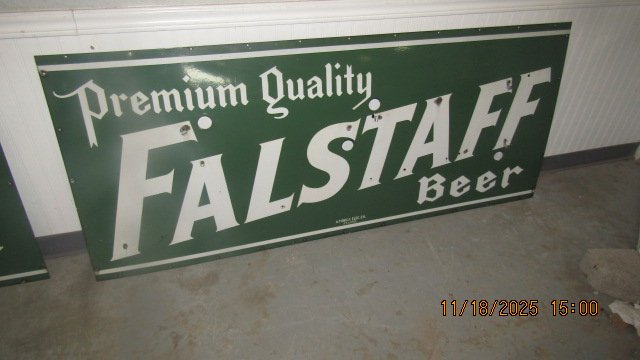 Premium Quality
FALSTAFF
Beer
11/18/2025 15:00